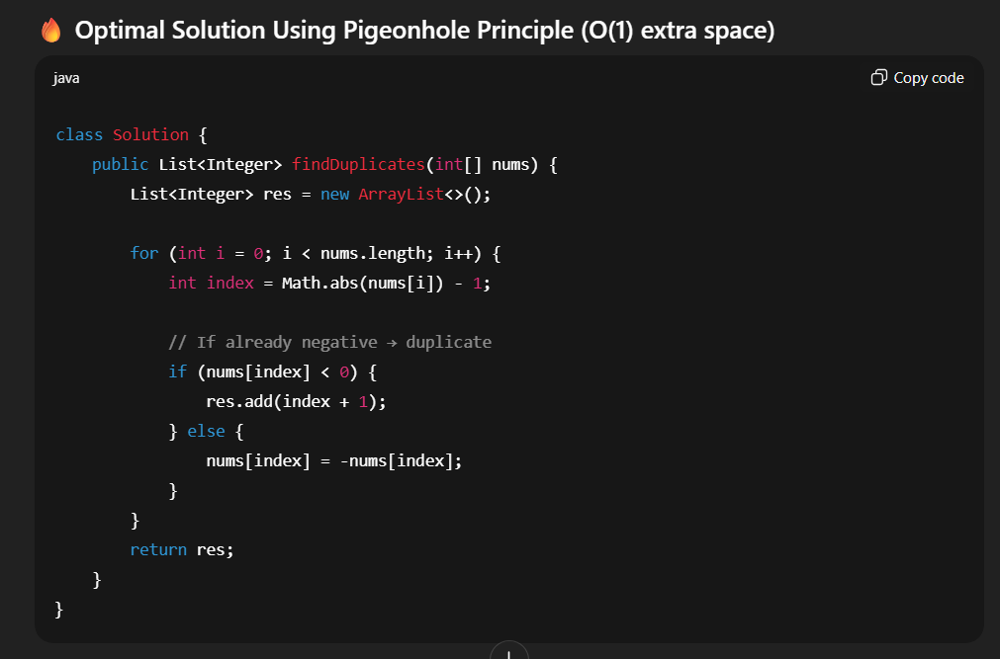 🔥 Optimal Solution Using Pigeonhole Principle (O(1) extra space)
java
Copy code
class Solution {
    public List<Integer> findDuplicates(int[] nums) {
        List<Integer> res = new ArrayList<>();
        for (int i = 0; i < nums.length; i++) {
            int index = Math.abs(nums[i]) - 1;
            // If already negative → duplicate
            if (nums[index] < 0) {
                res.add(index + 1);
            } else {
                nums[index] = -nums[index];
            }
        }
        return res;
    }
}